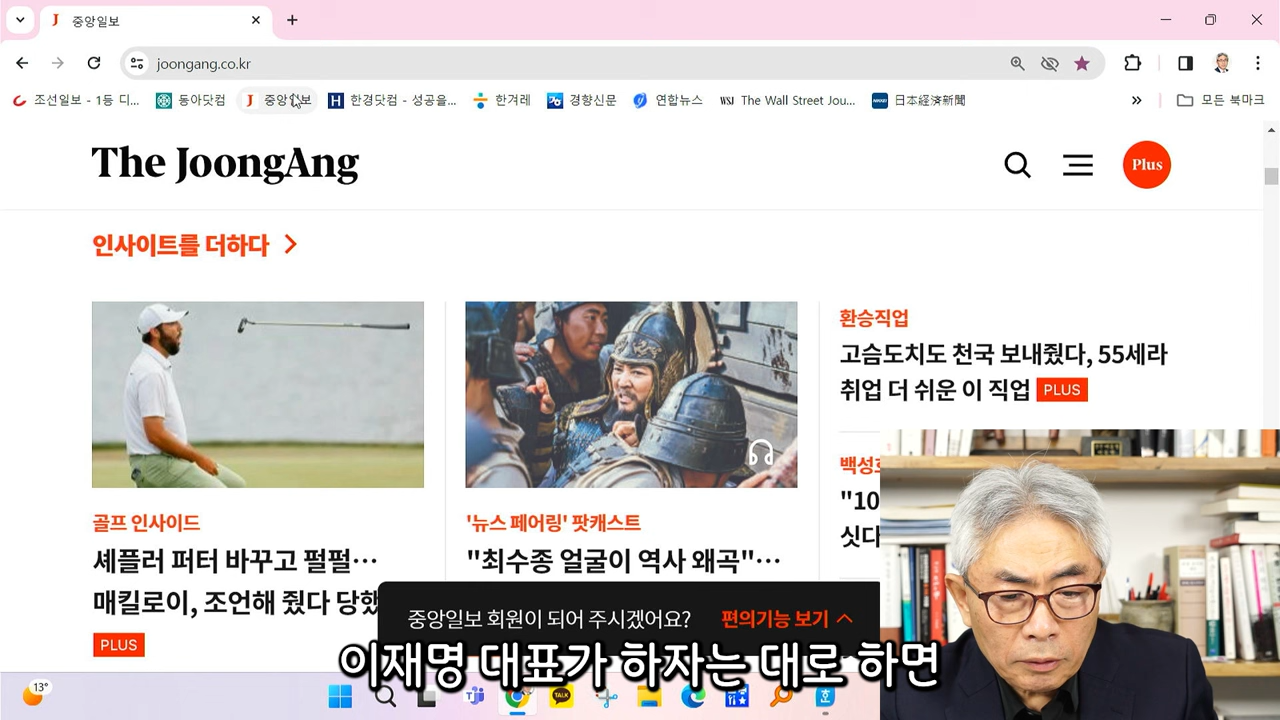 중앙일보
joongang.co.kr
조선일보 - 1등 디...
동아닷컴
중앙일보
한경닷컴 - 성공을...
한겨레
경향신문
연합뉴스
WSJ The Wall Street Jou...
日本経済新聞
모든 북마크
The JoongAng
Plus
인사이트를 더하다
골프 인사이드
셰플러 퍼터 바꾸고 펄펄…
매킬로이, 조언해 줬다 당했
PLUS
'뉴스 페어링' 팟캐스트
"최수종 얼굴이 역사 왜곡"…
환승직업
고슴도치도 천국 보내줬다, 55세라
취업 더 쉬운 이 직업 PLUS
백성호
"10
싯다
중앙일보 회원이 되어 주시겠어요? 편의기능 보기
이재명 대표가 하자는 대로 하면
13°
TALK